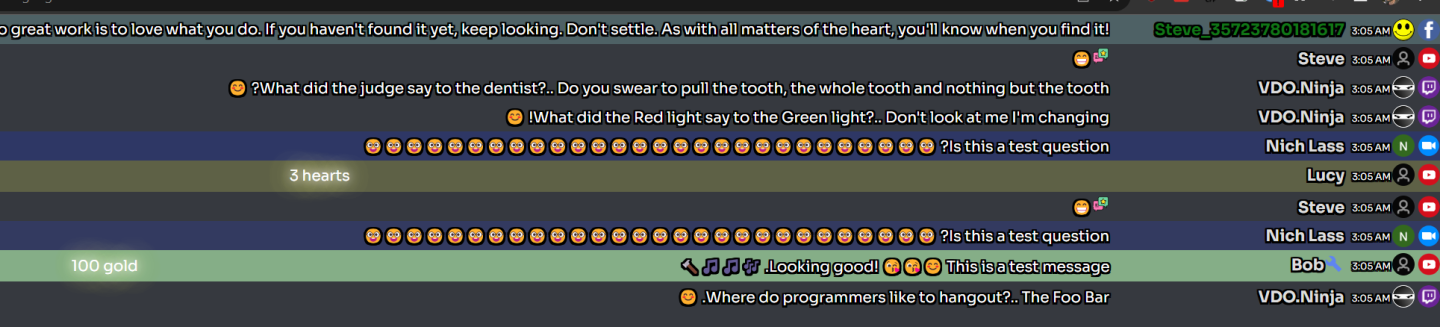 o great work is to love what you do. If you haven't found it yet, keep looking. Don't settle. As with all matters of the heart, you'll know when you find it! Steve_35723780181617 3:05 AM
😁 Steve 3:05 AM
😊 ?What did the judge say to the dentist?.. Do you swear to pull the tooth, the whole tooth and nothing but the tooth VDO.Ninja 3:05 AM
😊 !What did the Red light say to the Green light?.. Don't look at me I'm changing VDO.Ninja 3:05 AM
?Is this a test question Nich Lass 3:05 AM N
3 hearts Lucy 3:05 AM
😁 Steve 3:05 AM
?Is this a test question Nich Lass 3:05 AM N
100 gold 🔨🎵🎵🎶 .Looking good! 😘😘😊 This is a test message Bob 3:05 AM
😊 .Where do programmers like to hangout?.. The Foo Bar VDO.Ninja 3:05 AM